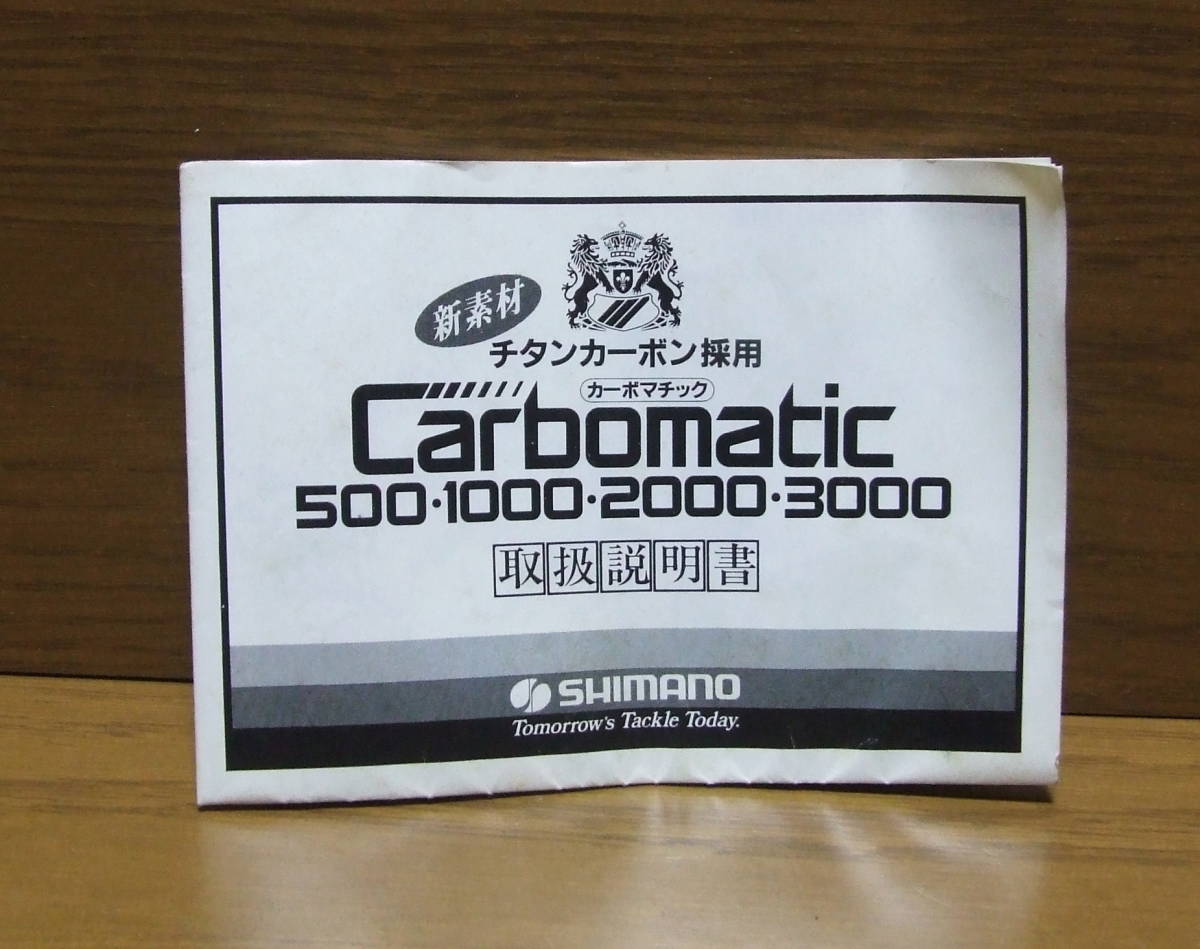 新素材
チタンカーボン採用
カーボマチック
Carbomatic
500・1000・2000・3000
取扱説明書
SHIMANO
Tomorrow's Tackle Today.